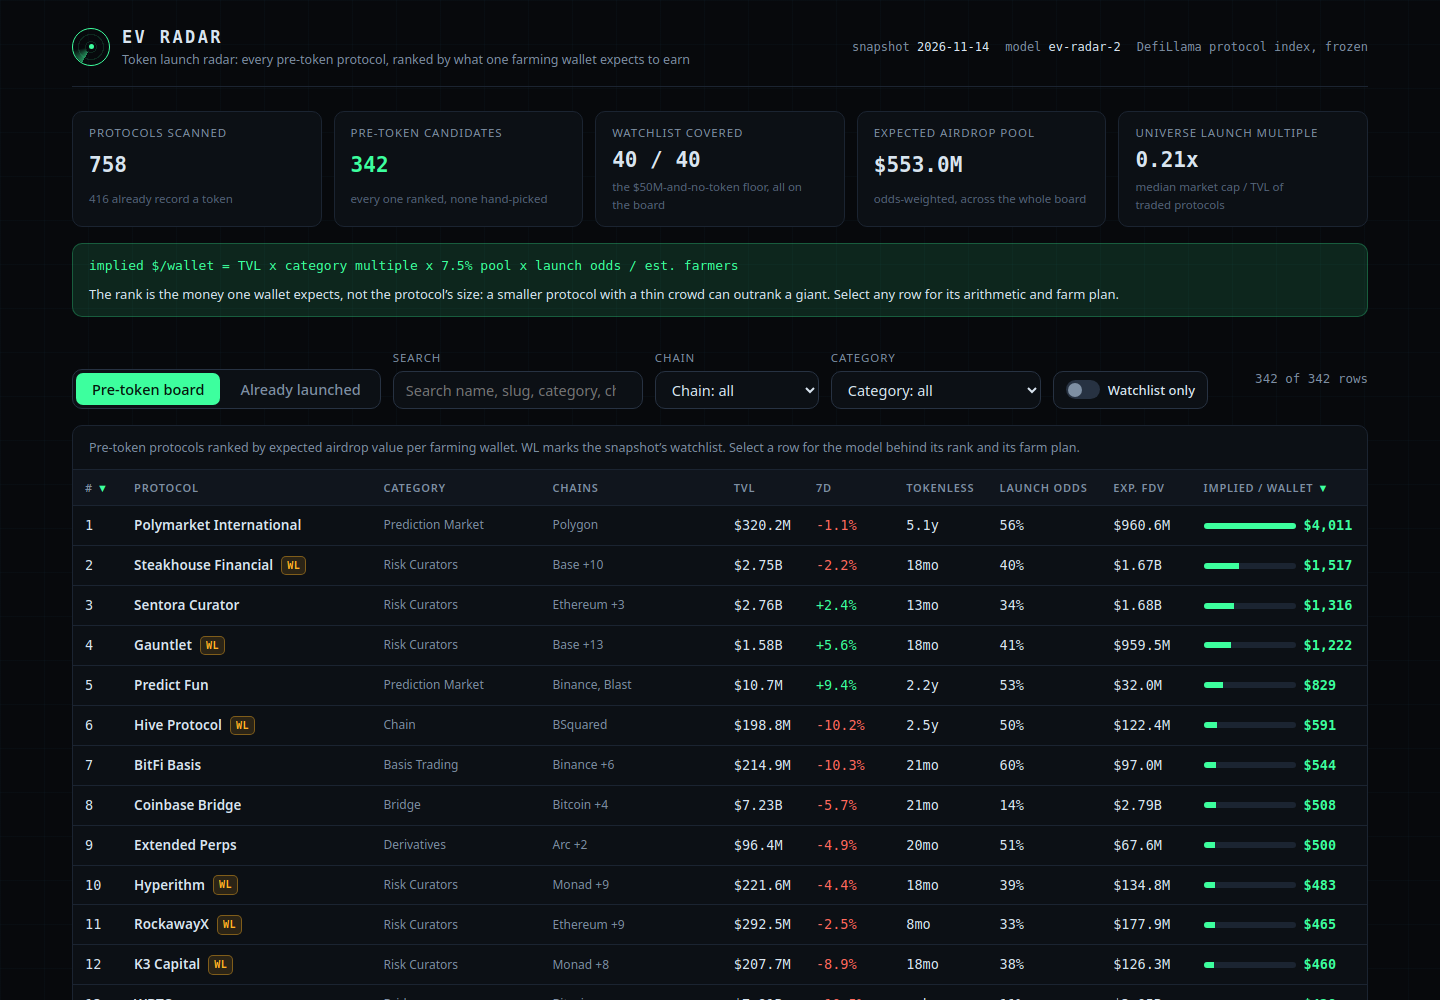 EV RADAR
Token launch radar: every pre-token protocol, ranked by what one farming wallet expects to earn
snapshot 2026-11-14 model ev-radar-2 DefiLlama protocol index, frozen
PROTOCOLS SCANNED
758
416 already record a token
PRE-TOKEN CANDIDATES
342
every one ranked, none hand-picked
WATCHLIST COVERED
40 / 40
the $50M-and-no-token floor, all on
the board
EXPECTED AIRDROP POOL
$553.0M
odds-weighted, across the whole board
UNIVERSE LAUNCH MULTIPLE
0.21x
median market cap / TVL of
traded protocols
implied $/wallet = TVL x category multiple x 7.5% pool x launch odds / est. farmers
The rank is the money one wallet expects, not the protocol's size: a smaller protocol with a thin crowd can outrank a giant. Select any row for its arithmetic and farm plan.
Pre-token board
Already launched
SEARCH
Search name, slug, category, ch
CHAIN
Chain: all
CATEGORY
Category: all
Watchlist only
342 of 342 rows
Pre-token protocols ranked by expected airdrop value per farming wallet. WL marks the snapshot's watchlist. Select a row for the model behind its rank and its farm plan.
# ▼ PROTOCOL CATEGORY CHAINS TVL 7D TOKENLESS LAUNCH ODDS EXP. FDV IMPLIED / WALLET ▼
1 Polymarket International Prediction Market Polygon $320.2M -1.1% 5.1y 56% $960.6M $4,011
2 Steakhouse Financial WL Risk Curators Base +10 $2.75B -2.2% 18mo 40% $1.67B $1,517
3 Sentora Curator Risk Curators Ethereum +3 $2.76B +2.4% 13mo 34% $1.68B $1,316
4 Gauntlet WL Risk Curators Base +13 $1.58B +5.6% 18mo 41% $959.5M $1,222
5 Predict Fun Prediction Market Binance, Blast $10.7M +9.4% 2.2y 53% $32.0M $829
6 Hive Protocol WL Chain BSquared $198.8M -10.2% 2.5y 50% $122.4M $591
7 BitFi Basis Basis Trading Binance +6 $214.9M -10.3% 21mo 60% $97.0M $544
8 Coinbase Bridge Bridge Bitcoin +4 $7.23B -5.7% 21mo 14% $2.79B $508
9 Extended Perps Derivatives Arc +2 $96.4M -4.9% 20mo 51% $67.6M $500
10 Hyperithm WL Risk Curators Monad +9 $221.6M -4.4% 18mo 39% $134.8M $483
11 RockawayX WL Risk Curators Ethereum +9 $292.5M -2.5% 8mo 33% $177.9M $465
12 K3 Capital WL Risk Curators Monad +8 $207.7M -8.9% 18mo 38% $126.3M $460